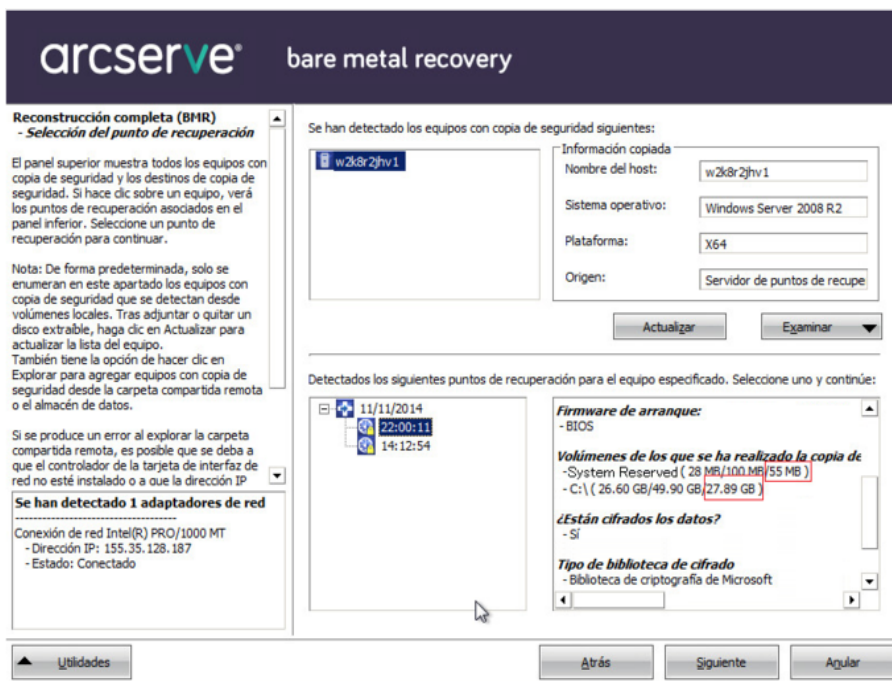 arcserve®
bare metal recovery
Reconstrucción completa (BMR)
- Selección del punto de recuperación
El panel superior muestra todos los equipos con
copia de seguridad y los destinos de copia de
seguridad. Si hace clic sobre un equipo, verá
los puntos de recuperación asociados en el
panel inferior. Seleccione un punto de
recuperación para continuar.
Nota: De forma predeterminada, solo se
enumeran en este apartado los equipos con
copia de seguridad que se detectan desde
volúmenes locales. Tras adjuntar o quitar un
disco extraíble, haga clic en Actualizar para
actualizar la lista del equipo.
También tiene la opción de hacer clic en
Explorar para agregar equipos con copia de
seguridad desde la carpeta compartida remota
o el almacén de datos.
Si se produce un error al explorar la carpeta
compartida remota, es posible que se deba a
que el controlador de la tarjeta de interfaz de
red no esté instalado o a que la dirección IP
Se han detectado 1 adaptadores de red
------------------------------------
Conexión de red Intel(R) PRO/1000 MT
- Dirección IP: 155.35.128.187
- Estado: Conectado
Se han detectado los equipos con copia de seguridad siguientes:
w2k8r2jhv1
Información copiada
Nombre del host: w2k8r2jhv1
Sistema operativo: Windows Server 2008 R2
Plataforma: X64
Origen: Servidor de puntos de recupe
Actualizar
Examinar
Detectados los siguientes puntos de recuperación para el equipo especificado. Seleccione uno y continúe:
11/11/2014
22:00:11
14:12:54
Firmware de arranque:
- BIOS
Volúmenes de los que se ha realizado la copia de
-System Reserved ( 28 MB/100 MB/55 MB )
- C:\ ( 26.60 GB/49.90 GB/27.89 GB )
¿Están cifrados los datos?
- Sí
Tipo de biblioteca de cifrado
- Biblioteca de criptografía de Microsoft
Utilidades
Atrás
Siguiente
Anular